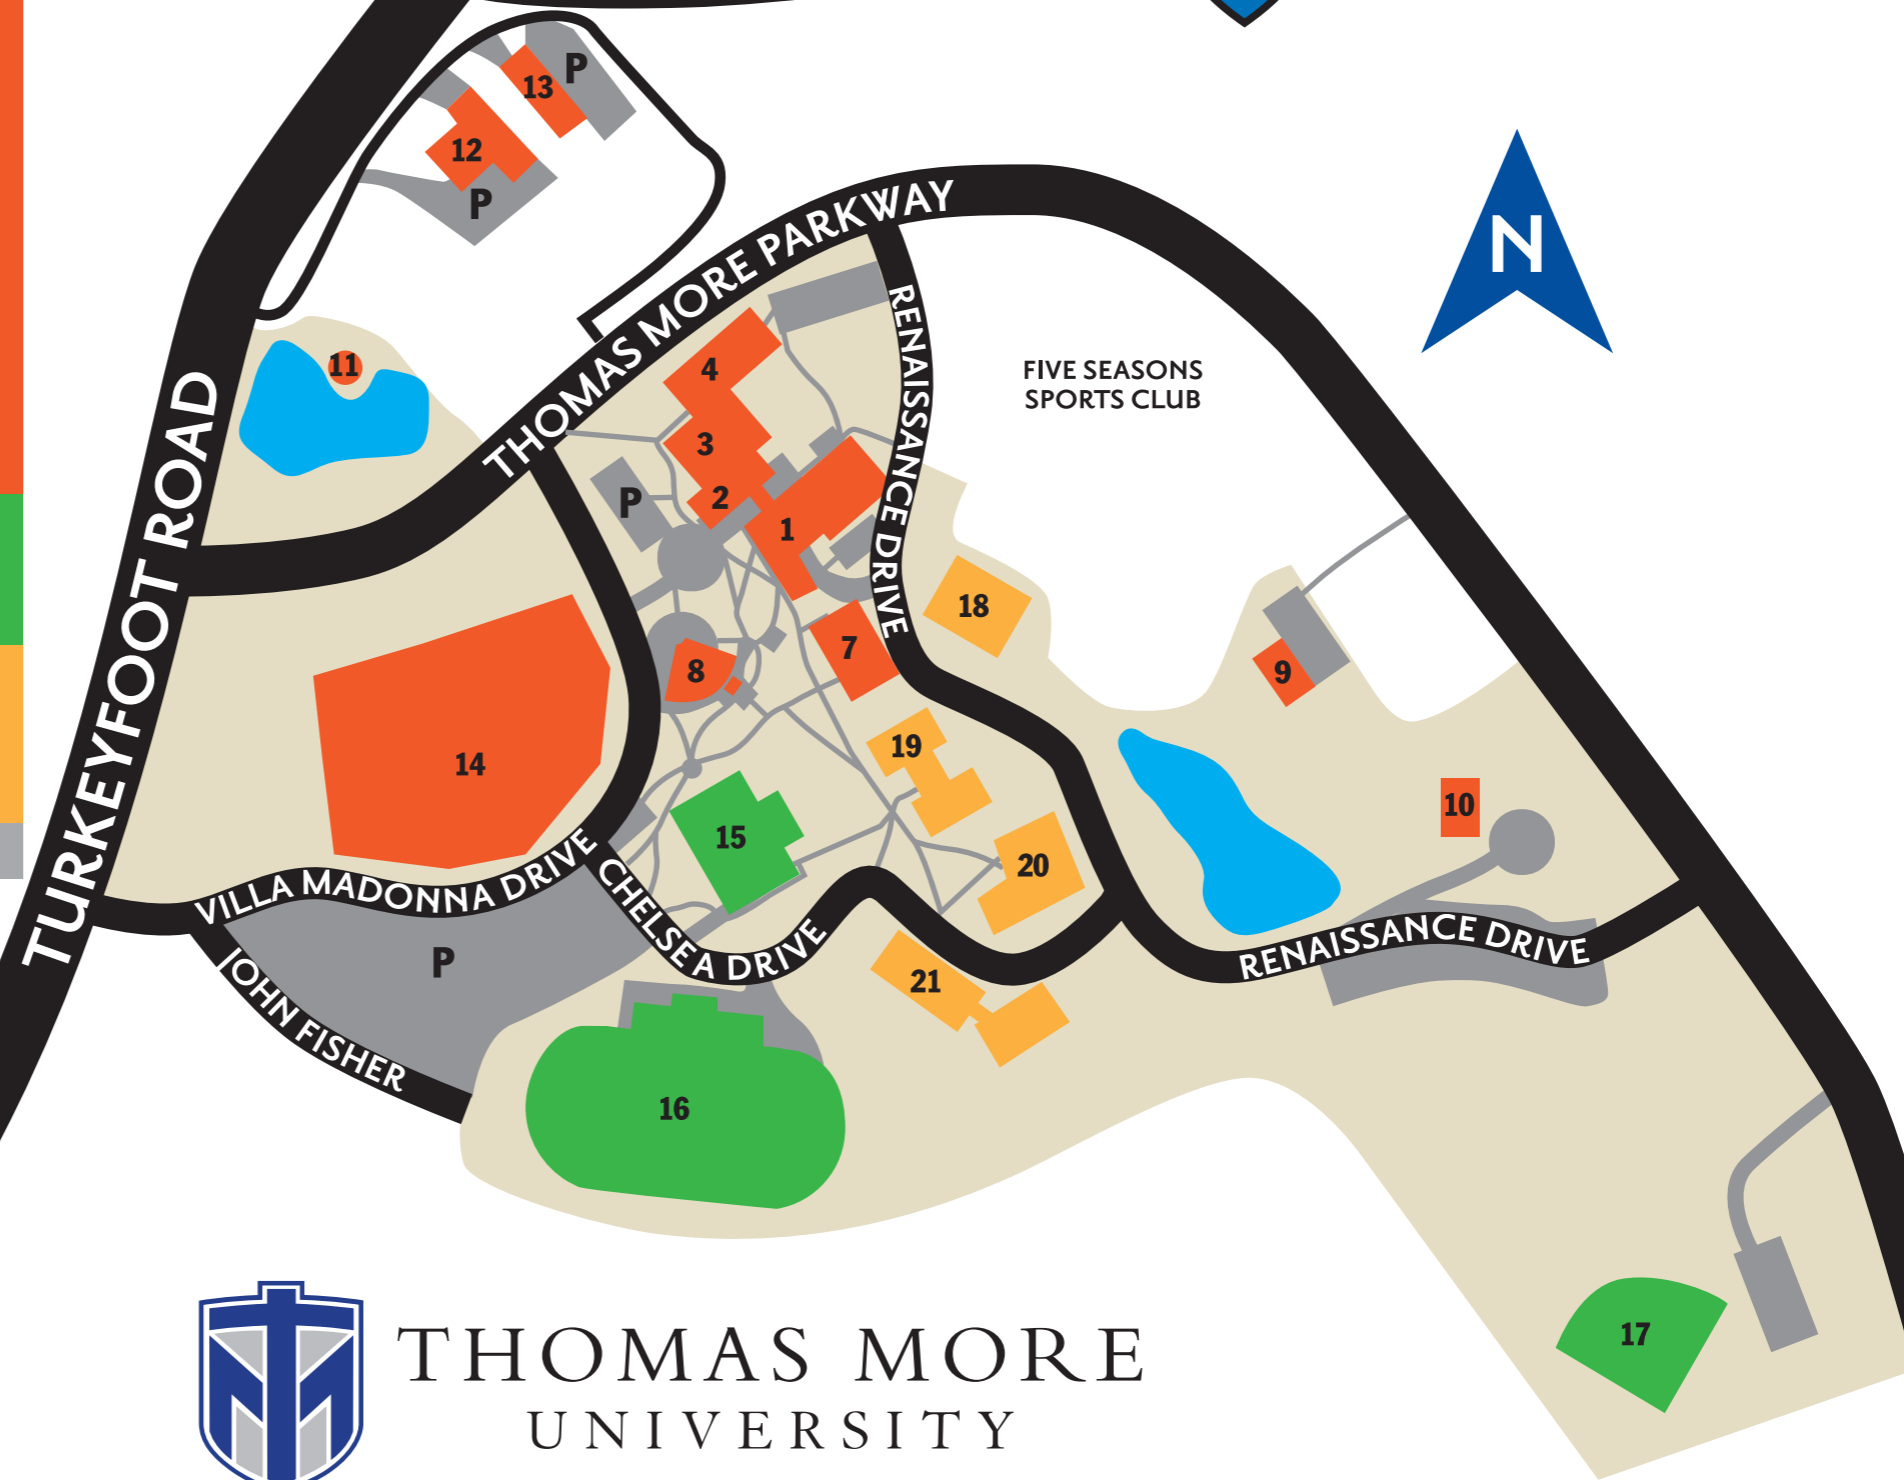 13
P
12
P
THOMAS MORE PARKWAY
N
RENAISSANCE DRIVE
11
4
FIVE SEASONS
SPORTS CLUB
TURKEYFOOT ROAD
3
2
P
1
18
7
8
9
14
19
10
15
20
VILLA MADONNA DRIVE
CHELSEA DRIVE
RENAISSANCE DRIVE
P
JOHN FISHER
21
16
17
THOMAS MORE
UNIVERSITY